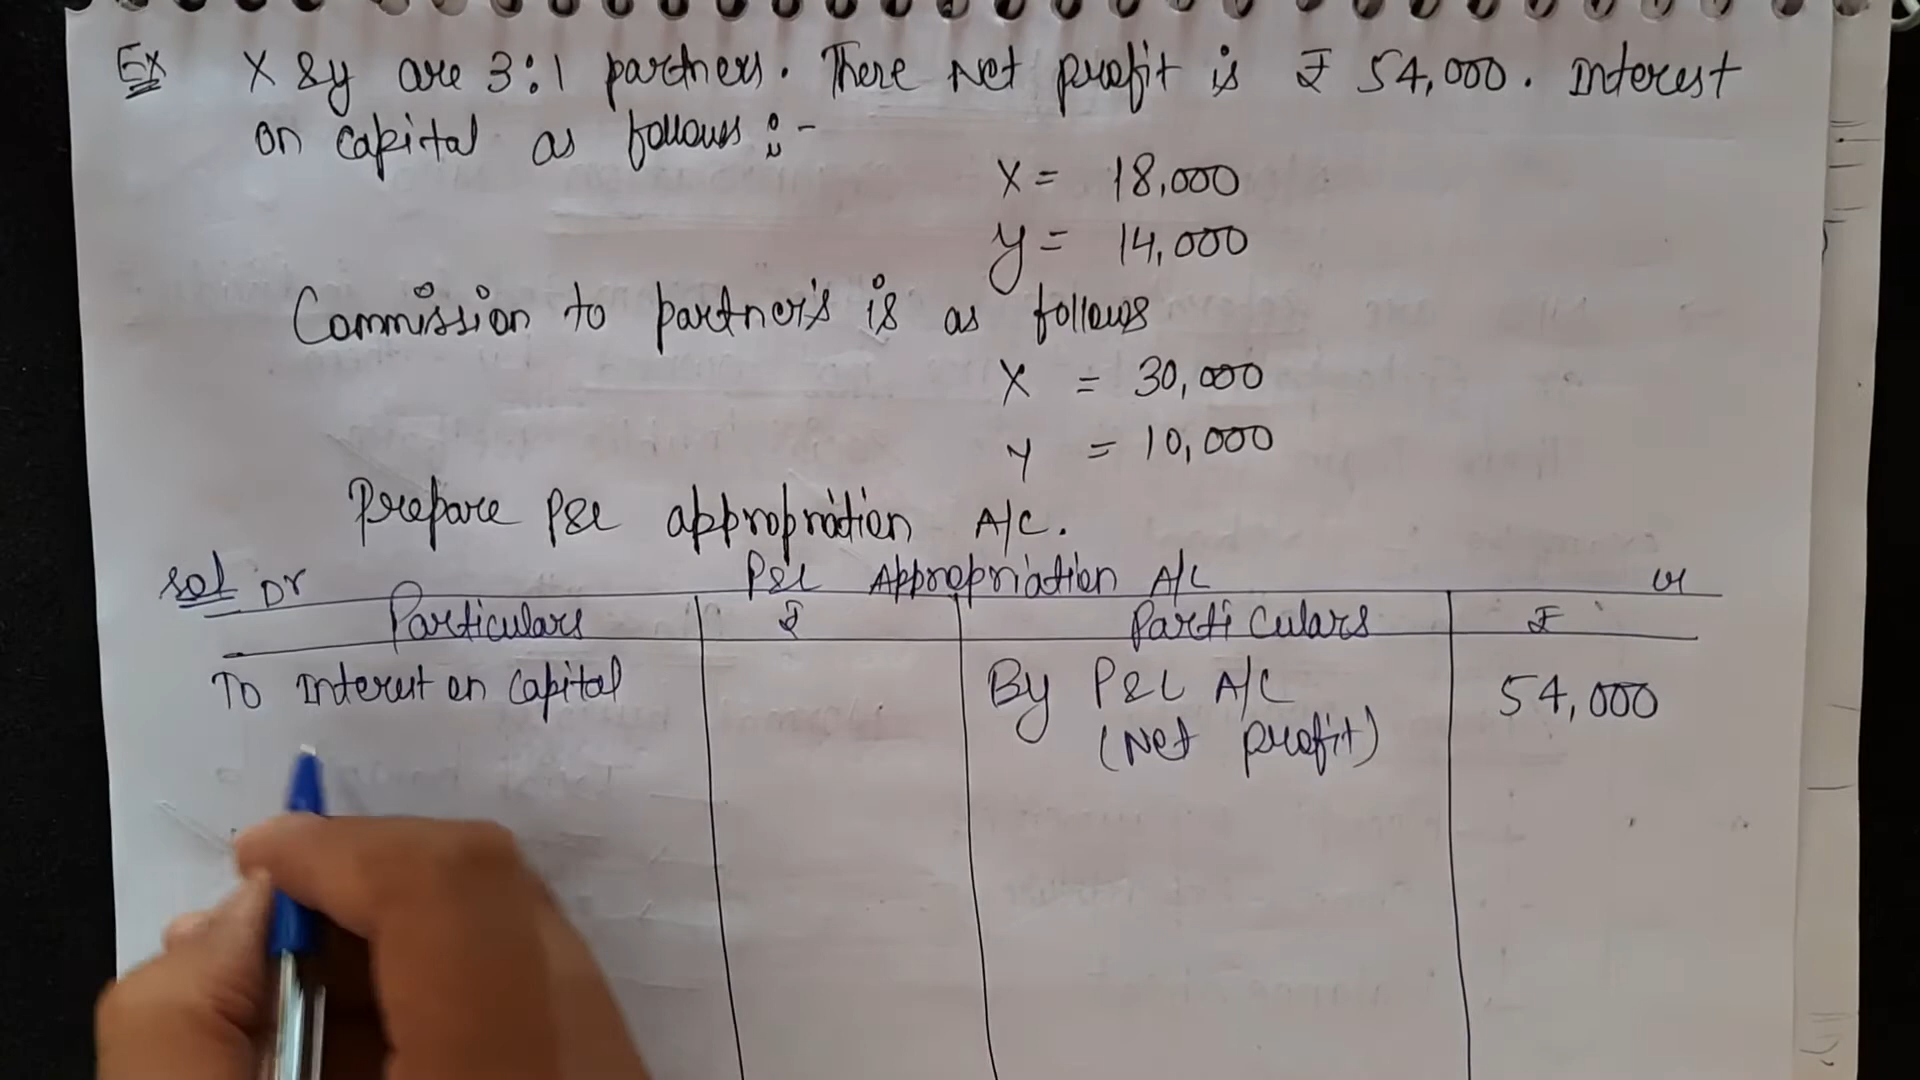 Ex X & y are 3:1 partners. There Net profit is ₹ 54,000. Interest
on capital as follows :-
X = 18,000
y = 14,000
Commission to partner's is as follows
X = 30,000
Y = 10,000
Prepare P&L appropriation A/C.
Sol Dr P&L Appropriation A/C Cr
Particulars ₹ Particulars ₹
To Interest on Capital By P&L A/C 54,000
(Net profit)